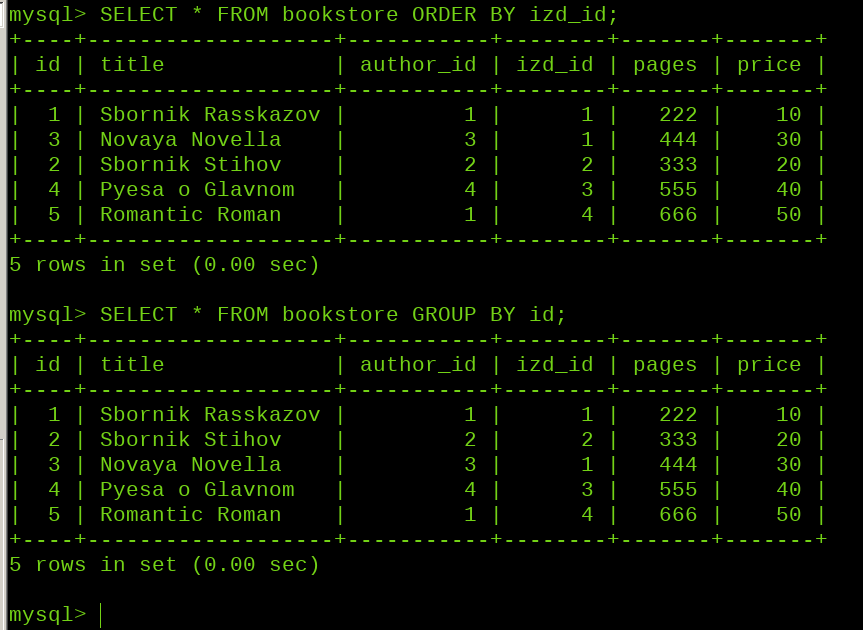 mysql> SELECT * FROM bookstore ORDER BY izd_id;
+----+-------------------+-----------+--------+-------+-------+
| id | title             | author_id | izd_id | pages | price |
+----+-------------------+-----------+--------+-------+-------+
|  1 | Sbornik Rasskazov |         1 |      1 |   222 |    10 |
|  3 | Novaya Novella    |         3 |      1 |   444 |    30 |
|  2 | Sbornik Stihov    |         2 |      2 |   333 |    20 |
|  4 | Pyesa o Glavnom   |         4 |      3 |   555 |    40 |
|  5 | Romantic Roman    |         1 |      4 |   666 |    50 |
+----+-------------------+-----------+--------+-------+-------+
5 rows in set (0.00 sec)

mysql> SELECT * FROM bookstore GROUP BY id;
+----+-------------------+-----------+--------+-------+-------+
| id | title             | author_id | izd_id | pages | price |
+----+-------------------+-----------+--------+-------+-------+
|  1 | Sbornik Rasskazov |         1 |      1 |   222 |    10 |
|  2 | Sbornik Stihov    |         2 |      2 |   333 |    20 |
|  3 | Novaya Novella    |         3 |      1 |   444 |    30 |
|  4 | Pyesa o Glavnom   |         4 |      3 |   555 |    40 |
|  5 | Romantic Roman    |         1 |      4 |   666 |    50 |
+----+-------------------+-----------+--------+-------+-------+
5 rows in set (0.00 sec)

mysql>